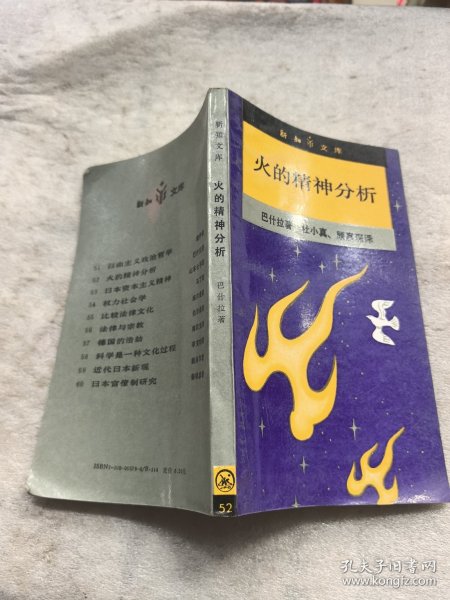 新知文库
火的精神分析
巴什拉著 杜小真、顾嘉琛译
新知文库
火的精神分析
巴什拉著
52
新知文库
51 自由主义政治哲学
52 火的精神分析
53 日本资本主义精神
54 权力社会学
55 比较法律文化
56 法律与宗教
57 德国的浩劫
58 科学是一种文化过程
59 近代日本新观
60 日本官僚制研究
孔夫子旧书网
www.kongfz.com